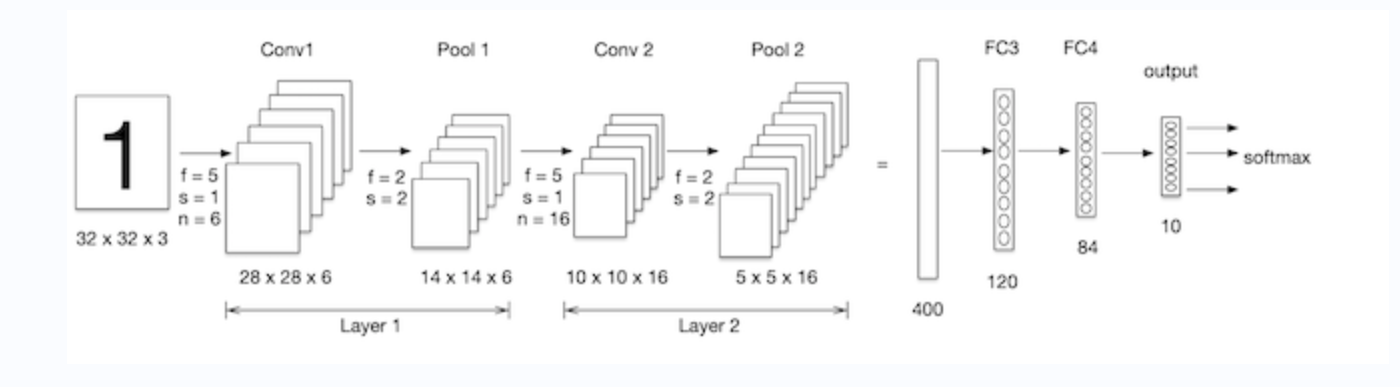 Conv1
Pool 1
Conv 2
Pool 2
FC3
FC4
output
1
f = 5
s = 1
n = 6
f = 2
s = 2
f = 5
s = 1
n = 16
f = 2
s = 2
=
softmax
32 x 32 x 3
28 x 28 x 6
14 x 14 x 6
10 x 10 x 16
5 x 5 x 16
400
120
84
10
Layer 1
Layer 2